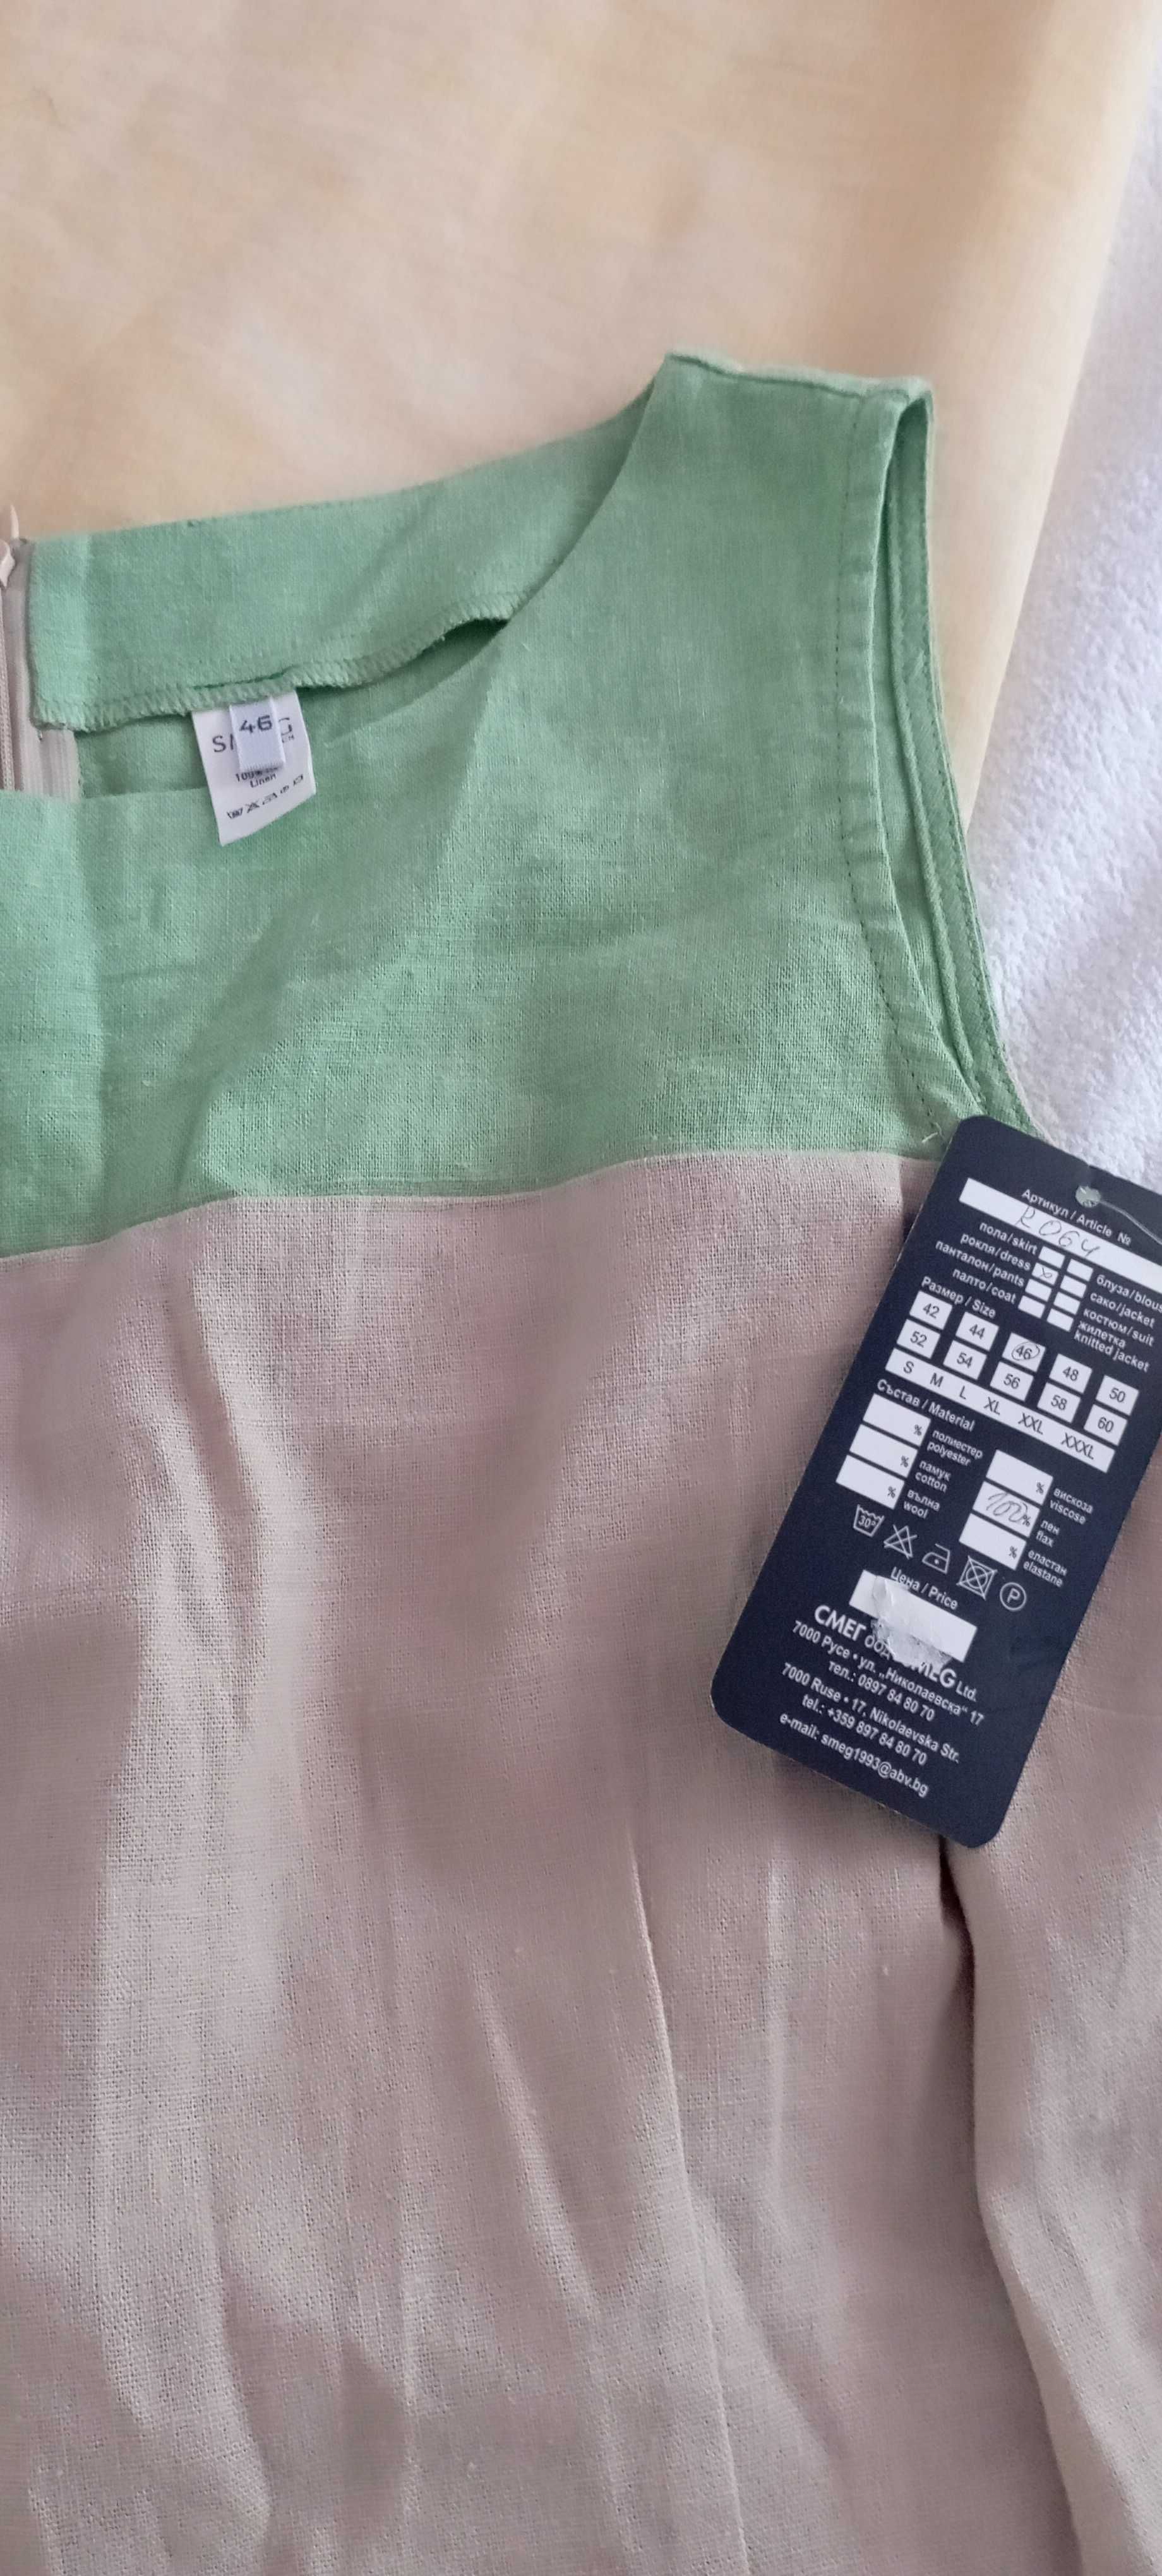 46
100%
Linen
Артикул / Article №
R064
пола/skirt
рокля/dress
панталон/pants
палто/coat
блуза/blous
сако/jacket
костюм/suit
жилетка
knitted jacket
Размер / Size
42 44 46 48 50
52 54 56 58 60
S M L XL XXL XXXL
Състав / Material
% полиестер
polyester
% памук
cotton
% вълна
wool
% вискоза
viscose
100% лен
flax
% еластан
elastane
30°
P
Цена / Price
СМЕГ ООД SMEG Ltd.
7000 Русе • ул. „Николаевска“ 17
тел.: 0897 84 80 70
7000 Ruse • 17, Nikolaevska Str.
tel.: +359 897 84 80 70
e-mail: smeg1993@abv.bg